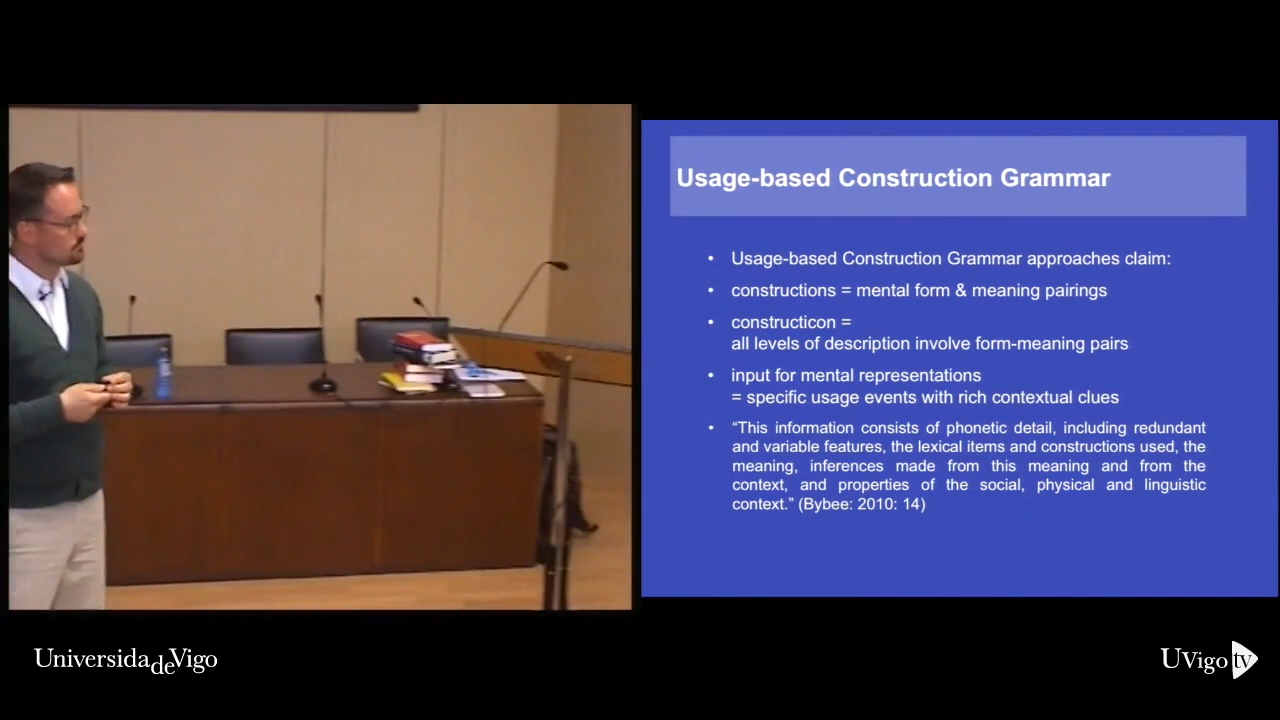 Usage-based Construction Grammar
• Usage-based Construction Grammar approaches claim:
• constructions = mental form & meaning pairings
• constructicon =
all levels of description involve form-meaning pairs
• input for mental representations
= specific usage events with rich contextual clues
• “This information consists of phonetic detail, including redundant
and variable features, the lexical items and constructions used, the
meaning, inferences made from this meaning and from the
context, and properties of the social, physical and linguistic
context.” (Bybee: 2010: 14)
UniversidadeVigo
UVigo tv